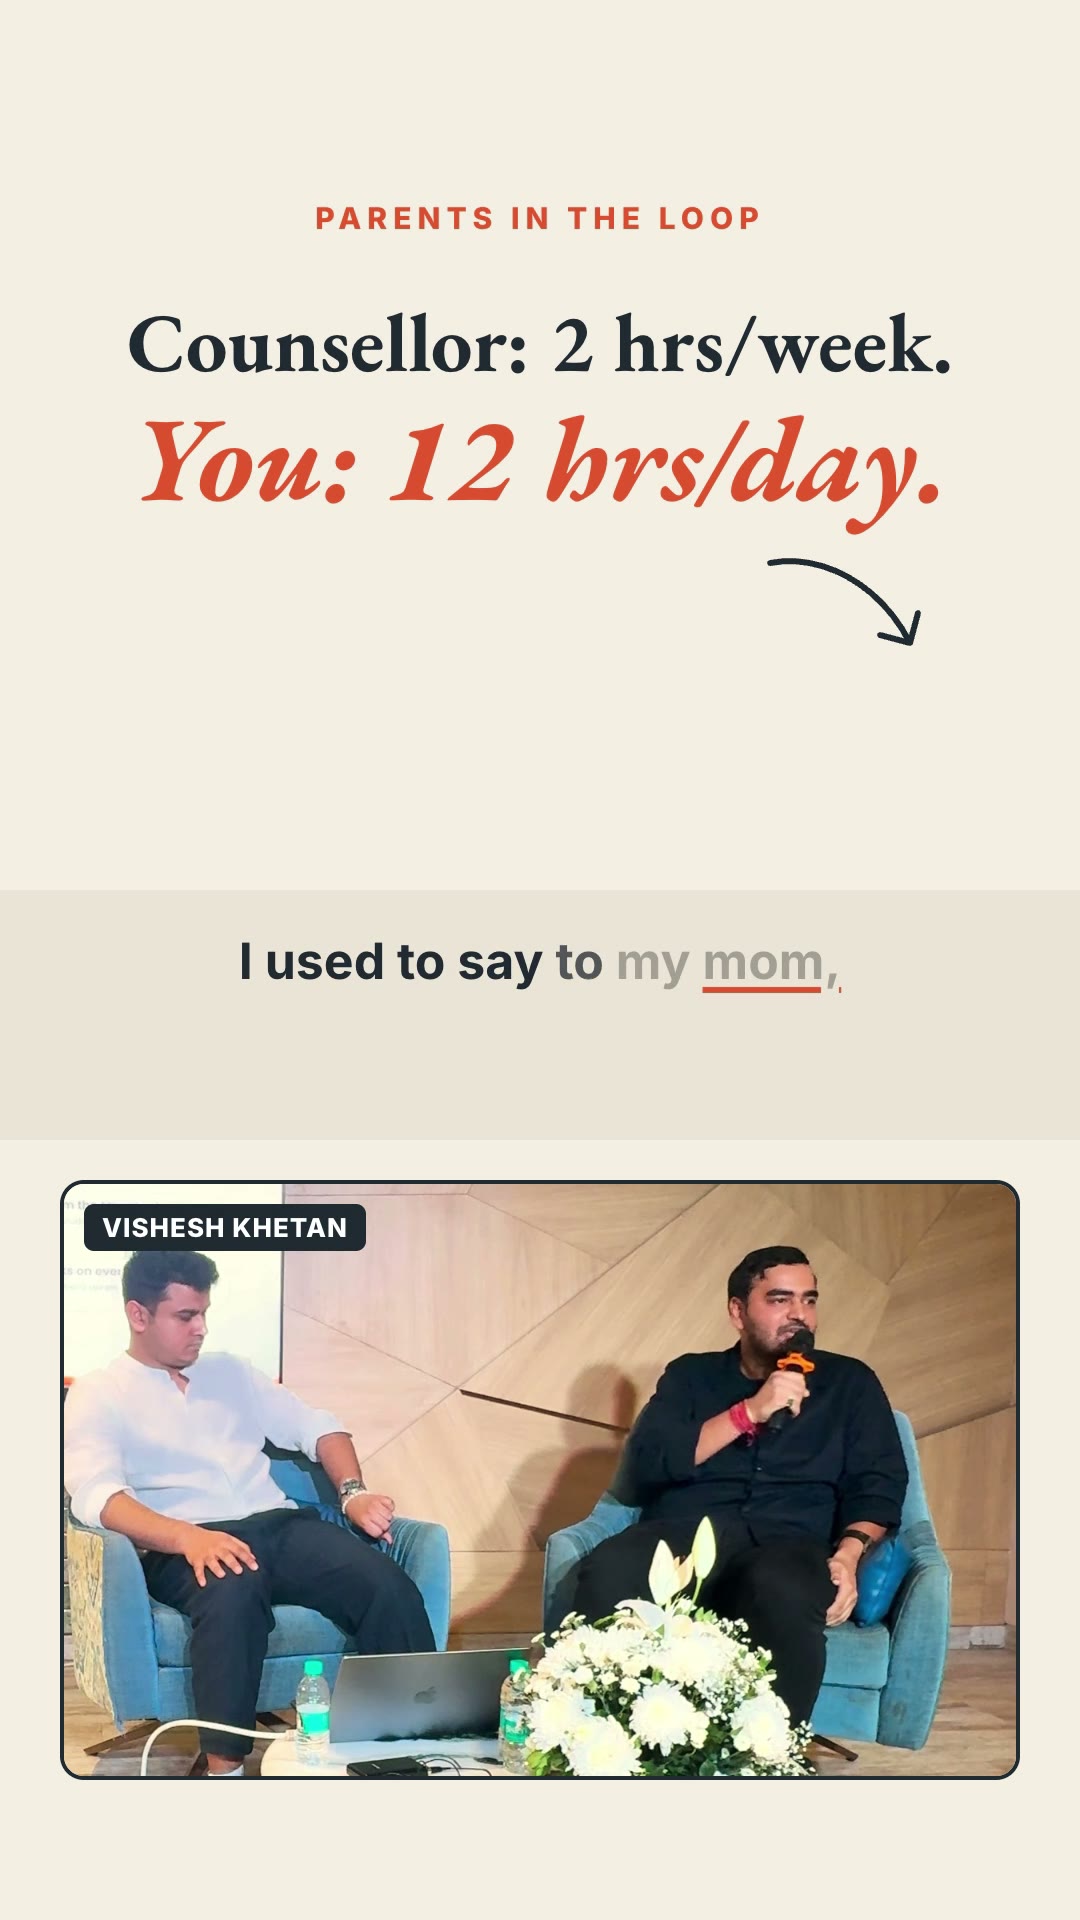 PARENTS IN THE LOOP
Counsellor: 2 hrs/week.
You: 12 hrs/day.
I used to say to my mom,
VISHESH KHETAN